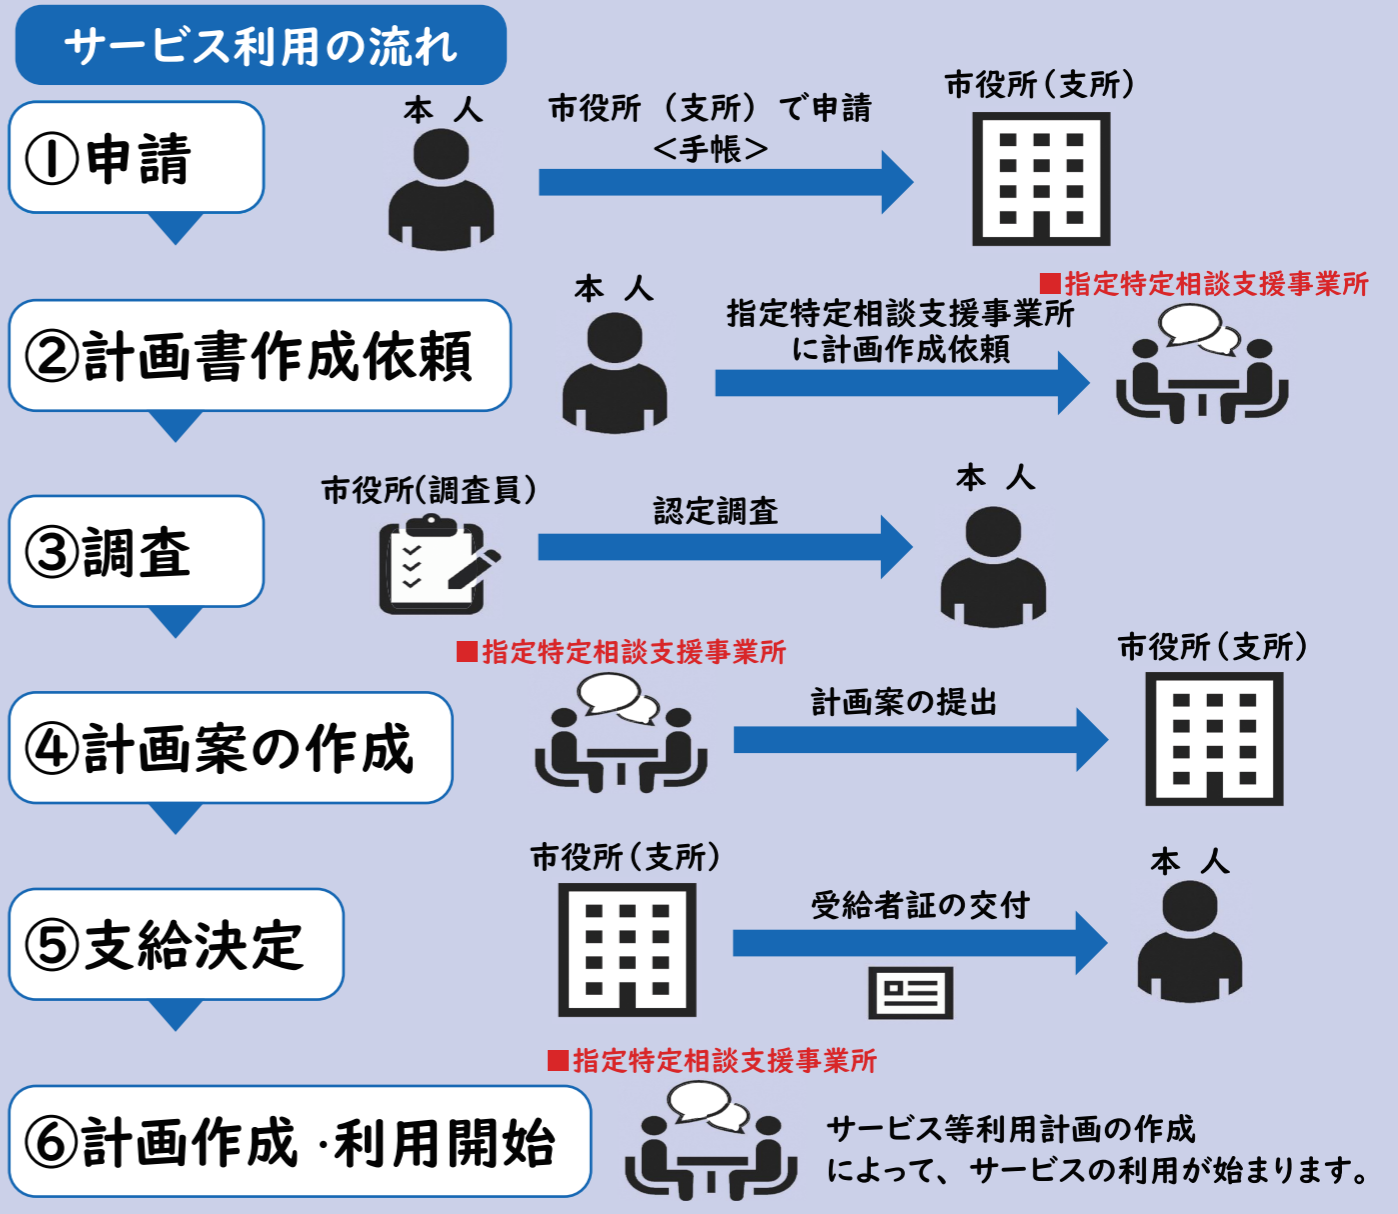 サービス利用の流れ
①申請
本 人
市役所（支所）で申請
＜手帳＞
市役所（支所）
②計画書作成依頼
本 人
指定特定相談支援事業所
に計画作成依頼
■指定特定相談支援事業所
③調査
市役所（調査員）
認定調査
本 人
④計画案の作成
■指定特定相談支援事業所
計画案の提出
市役所（支所）
⑤支給決定
市役所（支所）
受給者証の交付
本 人
⑥計画作成・利用開始
■指定特定相談支援事業所
サービス等利用計画の作成
によって、サービスの利用が始まります。